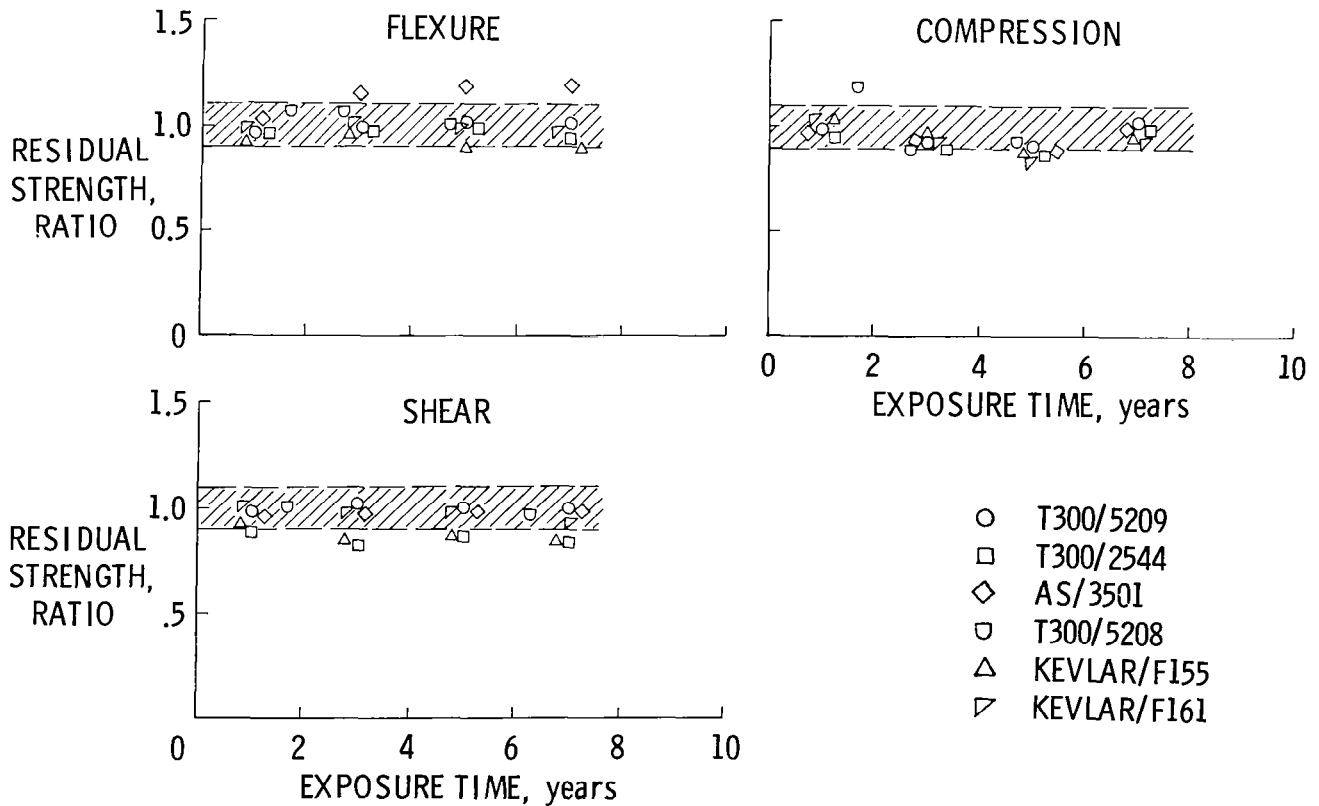 FLEXURE
1.5
1.0
0.5
0
RESIDUAL
STRENGTH,
RATIO
COMPRESSION
0 2 4 6 8 10
EXPOSURE TIME, years
SHEAR
1.5
1.0
.5
RESIDUAL
STRENGTH,
RATIO
0 2 4 6 8 10
EXPOSURE TIME, years
T300/5209
T300/2544
AS/3501
T300/5208
KEVLAR/F155
KEVLAR/F161